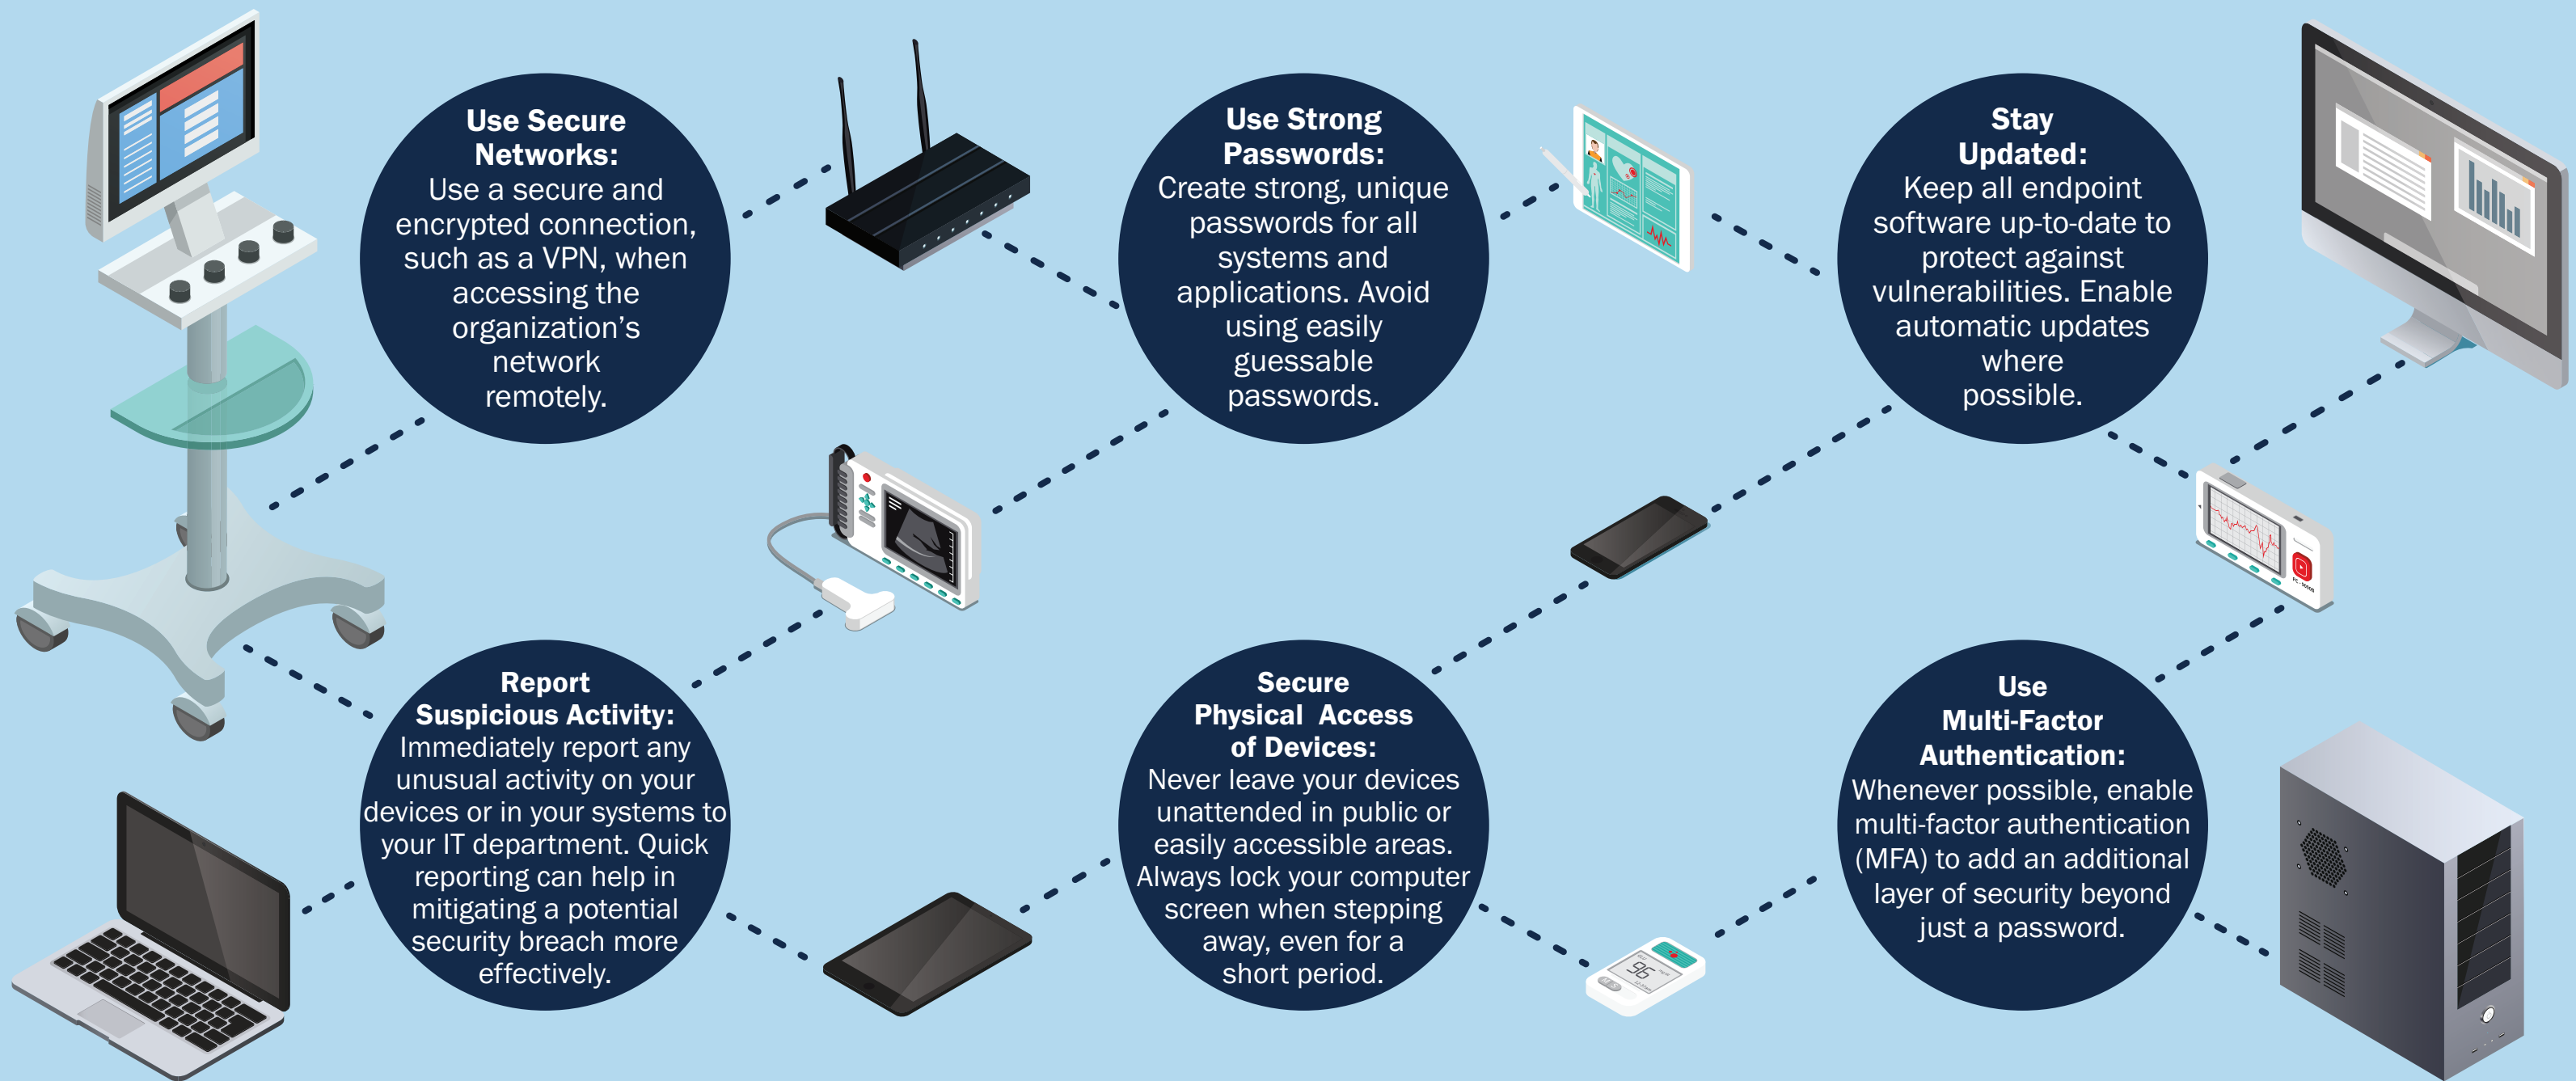 Use Secure
Networks:
Use a secure and
encrypted connection,
such as a VPN, when
accessing the
organization’s
network
remotely.
Use Strong
Passwords:
Create strong, unique
passwords for all
systems and
applications. Avoid
using easily
guessable
passwords.
Stay
Updated:
Keep all endpoint
software up-to-date to
protect against
vulnerabilities. Enable
automatic updates
where
possible.
Report
Suspicious Activity:
Immediately report any
unusual activity on your
devices or in your systems to
your IT department. Quick
reporting can help in
mitigating a potential
security breach more
effectively.
Secure
Physical Access
of Devices:
Never leave your devices
unattended in public or
easily accessible areas.
Always lock your computer
screen when stepping
away, even for a
short period.
96
Use
Multi-Factor
Authentication:
Whenever possible, enable
multi-factor authentication
(MFA) to add an additional
layer of security beyond
just a password.